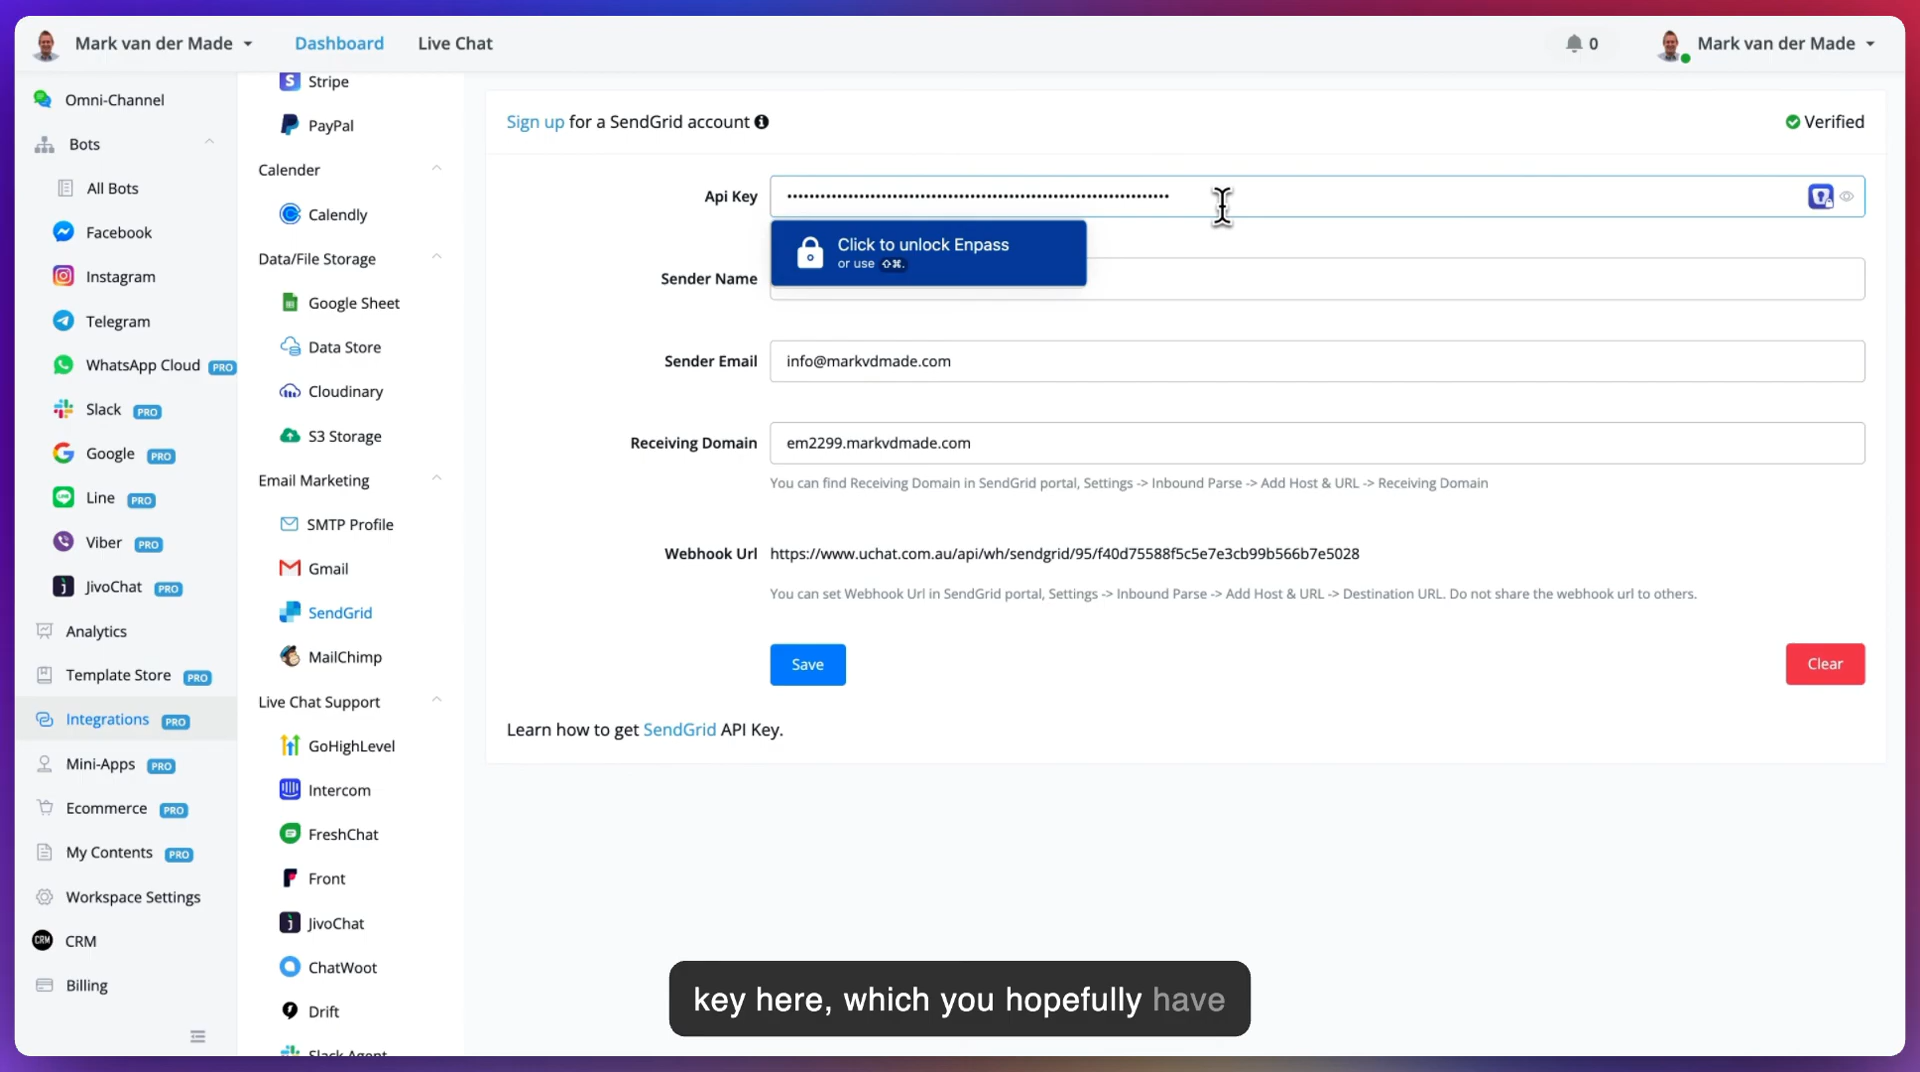 Mark van der Made
Dashboard
Live Chat
0
Mark van der Made
Omni-Channel
Bots
All Bots
Facebook
Instagram
Telegram
WhatsApp Cloud PRO
Slack PRO
Google PRO
Line PRO
Viber PRO
JivoChat PRO
Analytics
Template Store PRO
Integrations PRO
Mini-Apps PRO
Ecommerce PRO
My Contents PRO
Workspace Settings
CRM
Billing
Stripe
PayPal
Calender
Calendly
Data/File Storage
Google Sheet
Data Store
Cloudinary
S3 Storage
Email Marketing
SMTP Profile
Gmail
SendGrid
MailChimp
Live Chat Support
GoHighLevel
Intercom
FreshChat
Front
JivoChat
ChatWoot
Drift
Slack Agent
Sign up for a SendGrid account
Verified
Api Key
Click to unlock Enpass
or use ⇧⌘.
Sender Name
Sender Email info@markvdmade.com
Receiving Domain em2299.markvdmade.com
You can find Receiving Domain in SendGrid portal, Settings -> Inbound Parse -> Add Host & URL -> Receiving Domain
Webhook Url https://www.uchat.com.au/api/wh/sendgrid/95/f40d75588f5c5e7e3cb99b566b7e5028
You can set Webhook Url in SendGrid portal, Settings -> Inbound Parse -> Add Host & URL -> Destination URL. Do not share the webhook url to others.
Save
Clear
Learn how to get SendGrid API Key.
key here, which you hopefully have